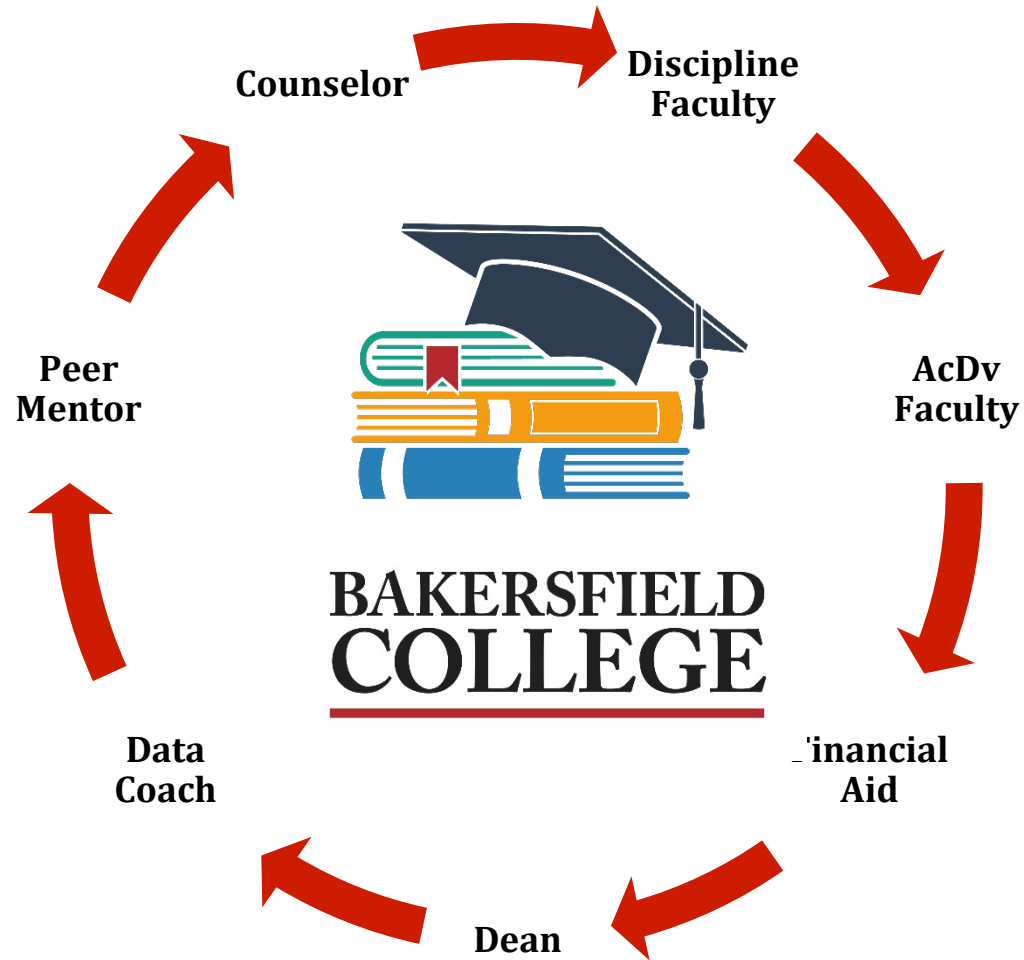 Counselor
Discipline
Faculty
AcDv
Faculty
inancial
Aid
Dean
Data
Coach
Peer
Mentor
BAKERSFIELD
COLLEGE